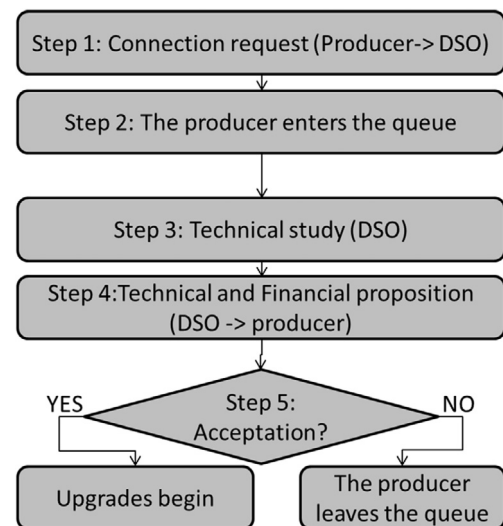 Step 1: Connection request (Producer-> DSO)
Step 2: The producer enters the queue
Step 3: Technical study (DSO)
Step 4:Technical and Financial proposition
(DSO -> producer)
YES
Step 5:
Acceptation?
NO
Upgrades begin
The producer
leaves the queue